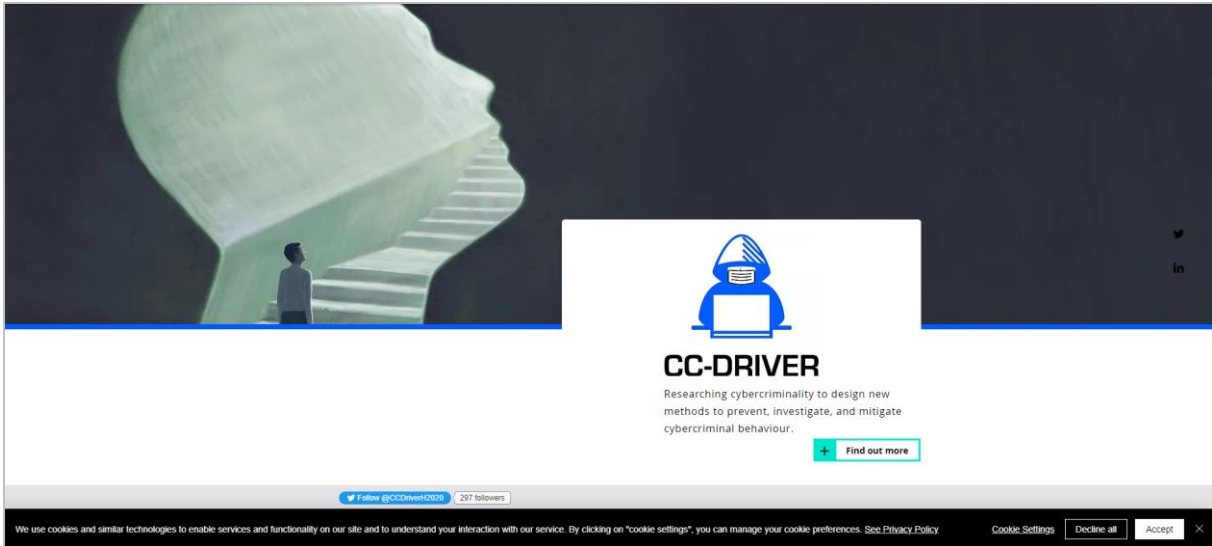 in
CC-DRIVER
Researching cybercriminality to design new
methods to prevent, investigate, and mitigate
cybercriminal behaviour.
+ Find out more
Follow @CCDriverH2020 297 followers
We use cookies and similar technologies to enable services and functionality on our site and to understand your interaction with our service. By clicking on "cookie settings", you can manage your cookie preferences. See Privacy Policy Cookie Settings Decline all Accept ×